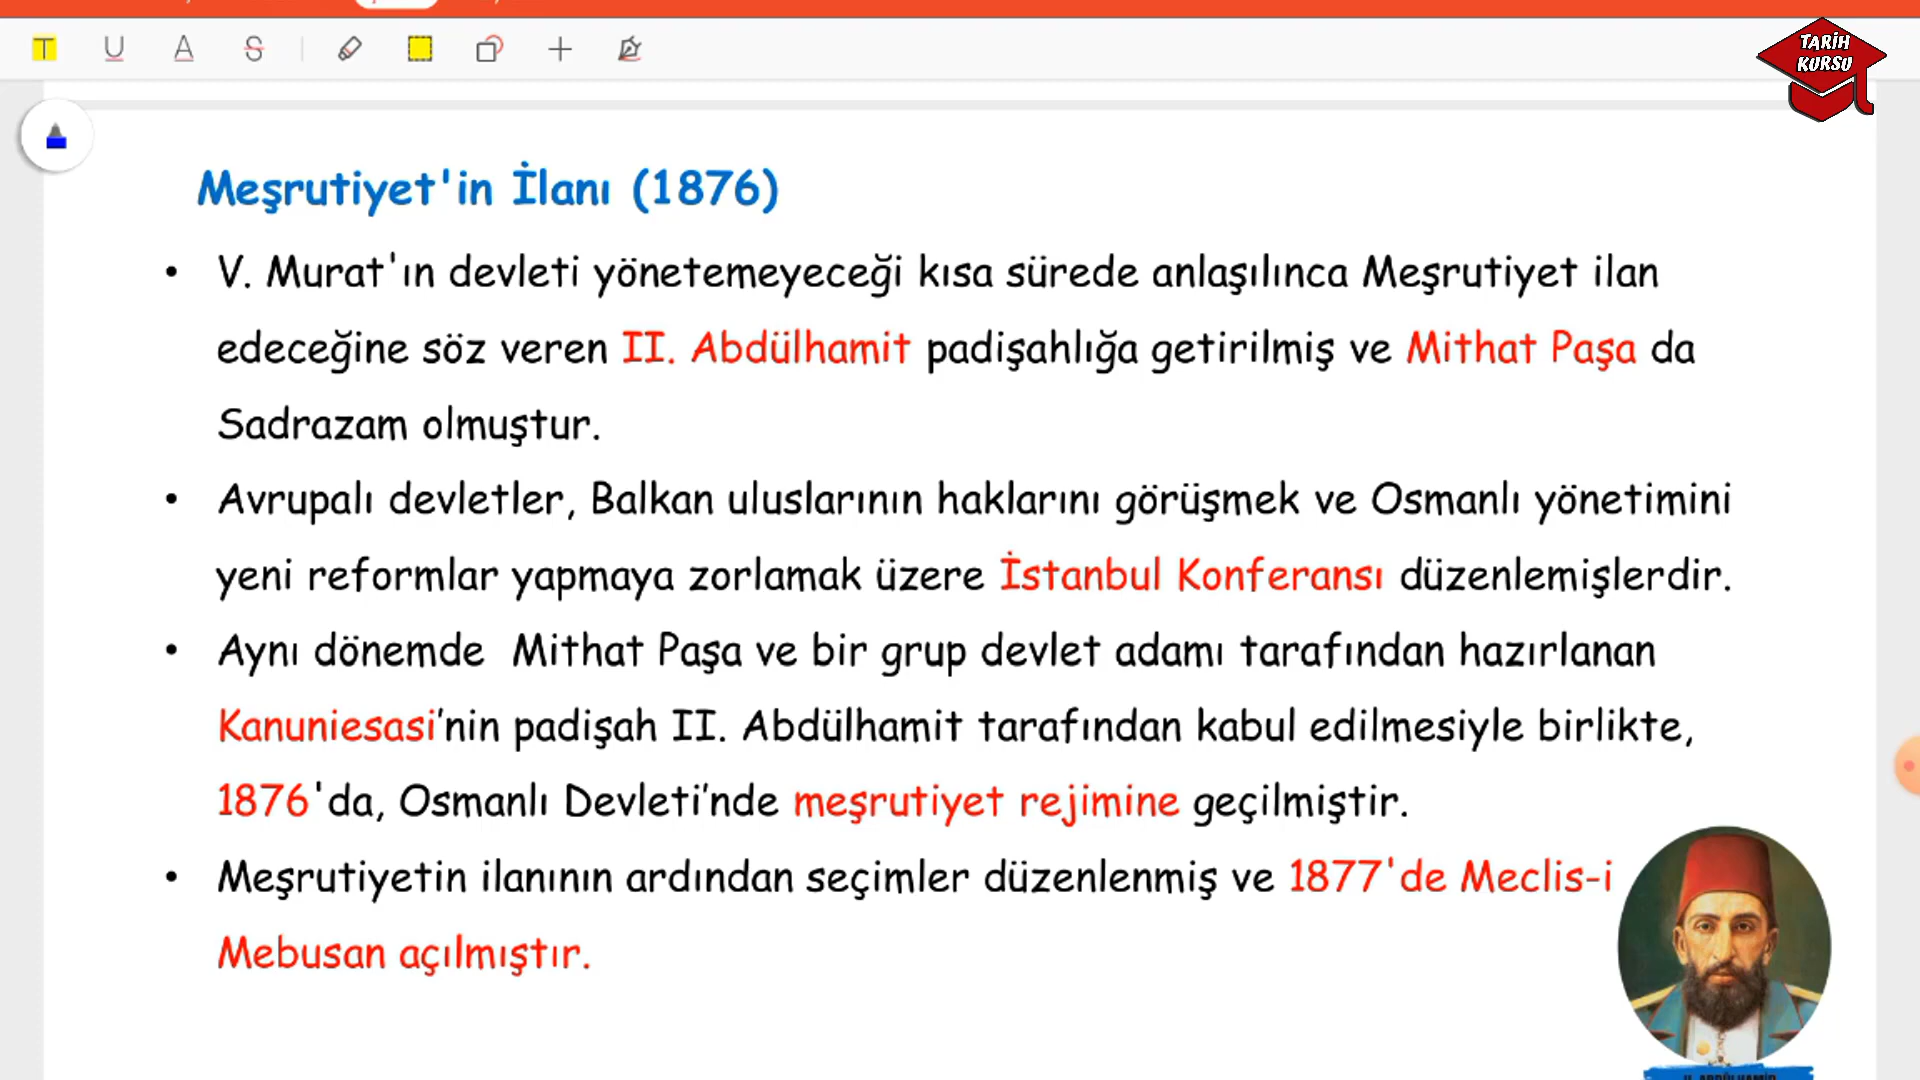 TARİH
KURSU
Meşrutiyet'in İlanı (1876)
• V. Murat'ın devleti yönetemeyeceği kısa sürede anlaşılınca Meşrutiyet ilan
edeceğine söz veren II. Abdülhamit padişahlığa getirilmiş ve Mithat Paşa da
Sadrazam olmuştur.
• Avrupalı devletler, Balkan uluslarının haklarını görüşmek ve Osmanlı yönetimini
yeni reformlar yapmaya zorlamak üzere İstanbul Konferansı düzenlemişlerdir.
• Aynı dönemde Mithat Paşa ve bir grup devlet adamı tarafından hazırlanan
Kanuniesasi’nin padişah II. Abdülhamit tarafından kabul edilmesiyle birlikte,
1876'da, Osmanlı Devleti’nde meşrutiyet rejimine geçilmiştir.
• Meşrutiyetin ilanının ardından seçimler düzenlenmiş ve 1877'de Meclis-i
Mebusan açılmıştır.